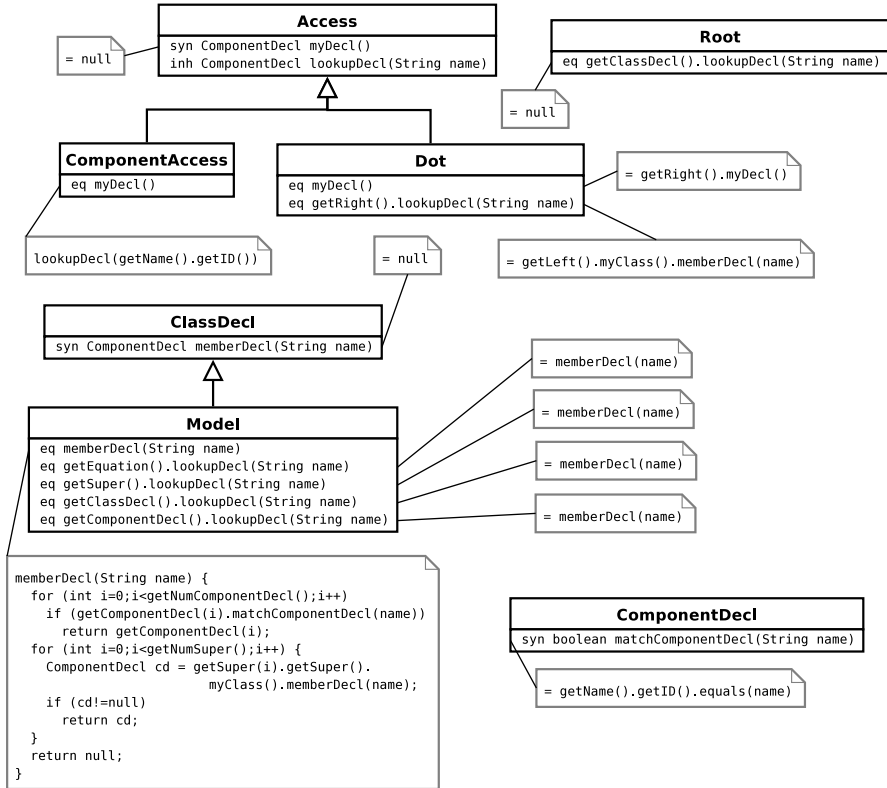 Access
syn ComponentDecl myDecl()
inh ComponentDecl lookupDecl(String name)
= null
Root
eq getClassDecl().lookupDecl(String name)
= null
ComponentAccess
eq myDecl()
Dot
eq myDecl()
eq getRight().lookupDecl(String name)
= getRight().myDecl()
lookupDecl(getName().getID())
= null
= getLeft().myClass().memberDecl(name)
ClassDecl
syn ComponentDecl memberDecl(String name)
= memberDecl(name)
= memberDecl(name)
= memberDecl(name)
= memberDecl(name)
Model
eq memberDecl(String name)
eq getEquation().lookupDecl(String name)
eq getSuper().lookupDecl(String name)
eq getClassDecl().lookupDecl(String name)
eq getComponentDecl().lookupDecl(String name)
memberDecl(String name) {
for (int i=0;i<getNumComponentDecl();i++)
if (getComponentDecl(i).matchComponentDecl(name))
return getComponentDecl(i);
for (int i=0;i<getNumSuper();i++) {
ComponentDecl cd = getSuper(i).getSuper().
myClass().memberDecl(name);
if (cd!=null)
return cd;
}
return null;
}
ComponentDecl
syn boolean matchComponentDecl(String name)
= getName().getID().equals(name)